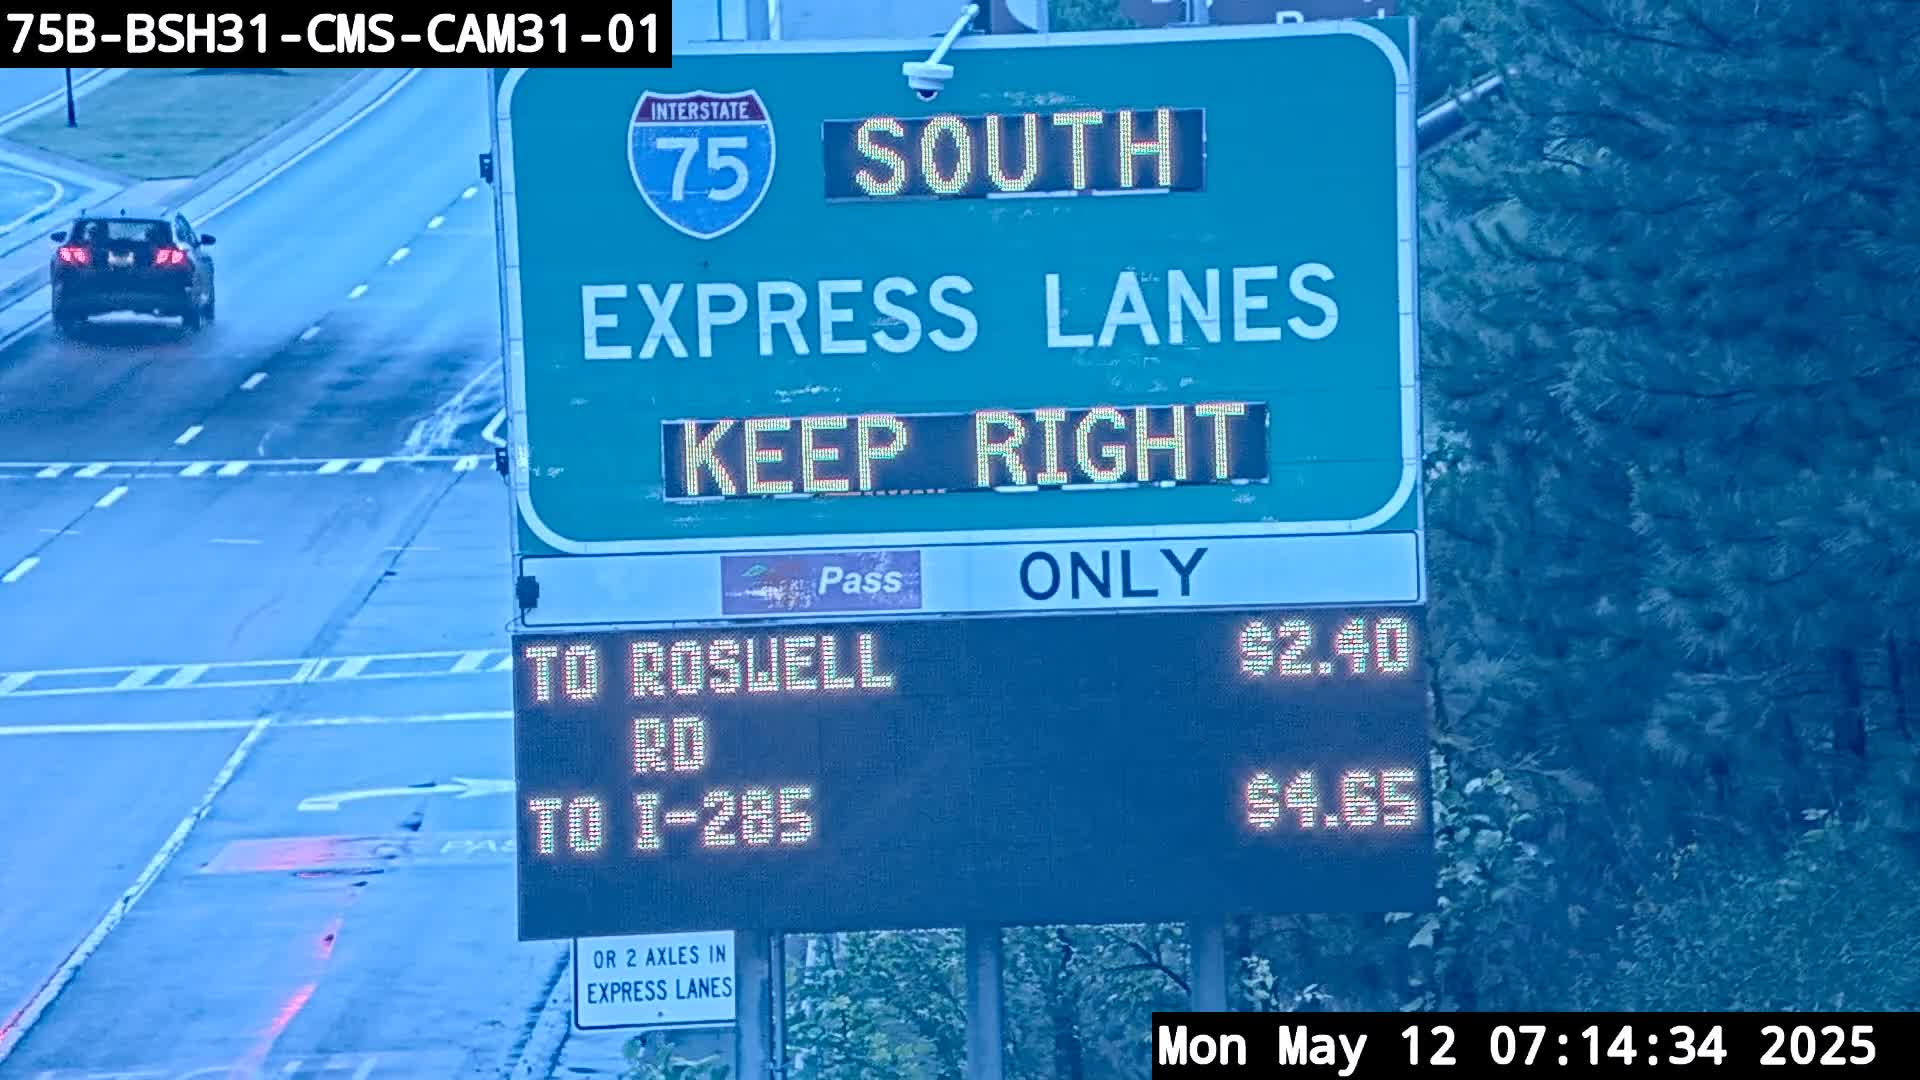 75B-BSH31-CMS-CAM31-01
INTERSTATE
75
SOUTH
EXPRESS LANES
KEEP RIGHT
Pass ONLY
TO ROSWELL $2.40
RD
TO I-285 $4.65
OR 2 AXLES IN
EXPRESS LANES
Mon May 12 07:14:34 2025